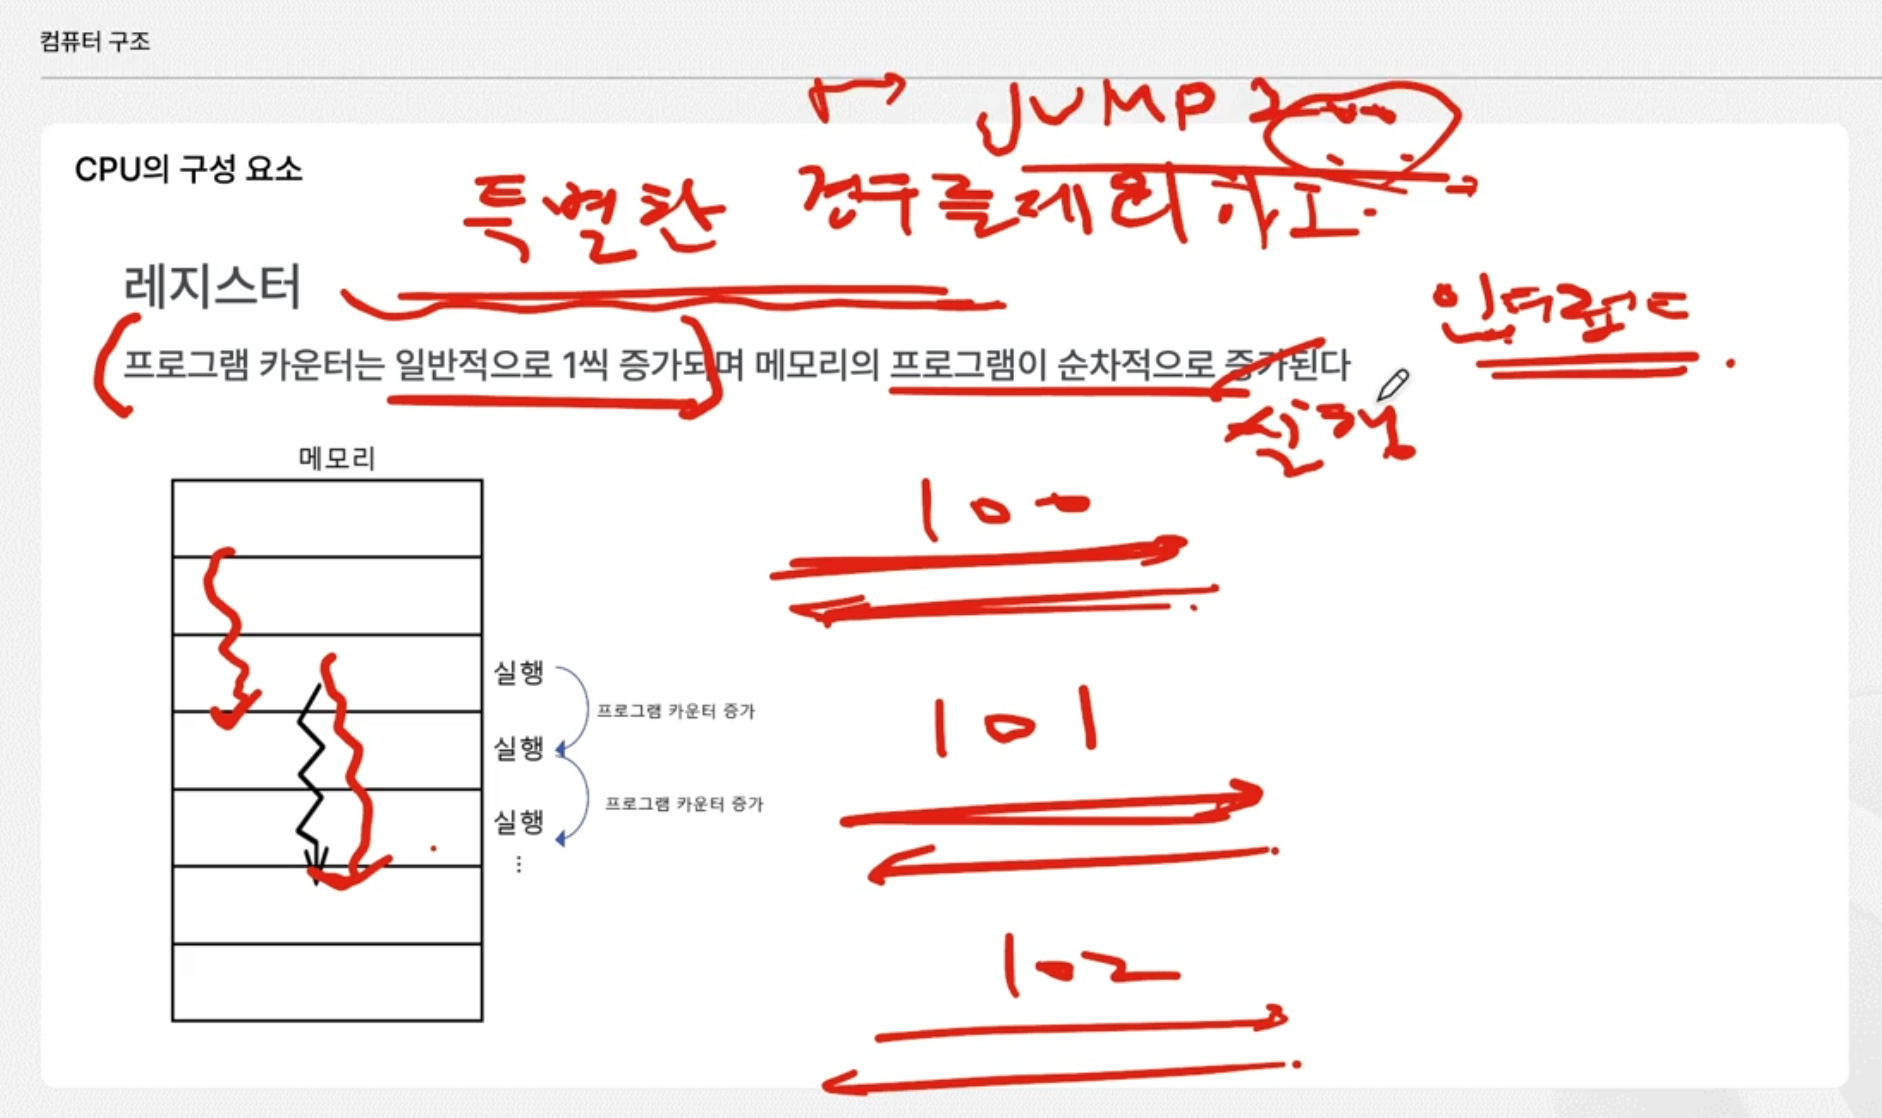 컴퓨터 구조
JUMP
CPU의 구성 요소
특별한 경우를 제외하고.
레지스터
인터럽트.
프로그램 카운터는 일반적으로 1씩 증가되며 메모리의 프로그램이 순차적으로 증가된다
실행
메모리
100
실행
프로그램 카운터 증가
101
실행
프로그램 카운터 증가
실행
⋮
102